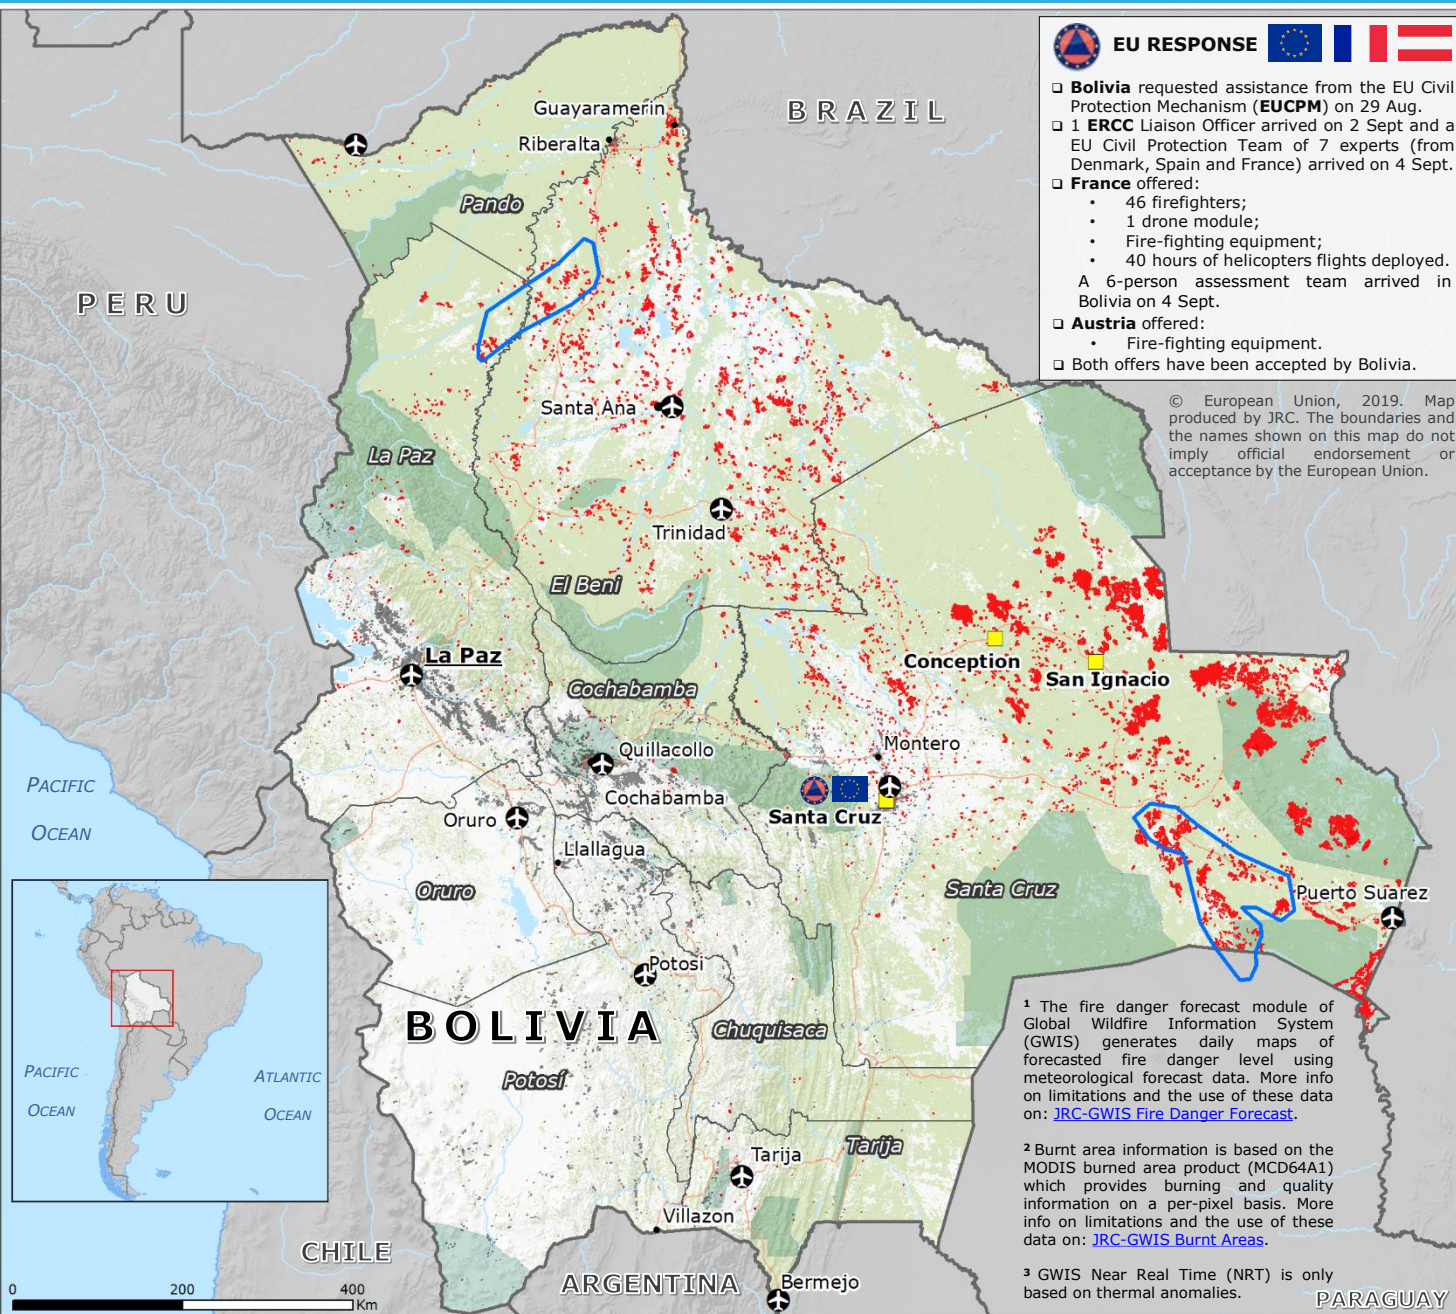 EU RESPONSE
❑ Bolivia requested assistance from the EU Civil
Protection Mechanism (EUCPM) on 29 Aug.
❑ 1 ERCC Liaison Officer arrived on 2 Sept and a
EU Civil Protection Team of 7 experts (from
Denmark, Spain and France) arrived on 4 Sept.
❑ France offered:
• 46 firefighters;
• 1 drone module;
• Fire-fighting equipment;
• 40 hours of helicopters flights deployed.
A 6-person assessment team arrived in
Bolivia on 4 Sept.
❑ Austria offered:
• Fire-fighting equipment.
❑ Both offers have been accepted by Bolivia.
© European Union, 2019. Map
produced by JRC. The boundaries and
the names shown on this map do not
imply official endorsement or
acceptance by the European Union.
BRAZIL
Guayaramerin
Riberalta
Pando
PERU
Santa Ana
La Paz
Trinidad
El Beni
La Paz
Conception
San Ignacio
Cochabamba
Quillacollo
Montero
Cochabamba
Santa Cruz
PACIFIC
OCEAN
Oruro
Llallagua
Oruro
Santa Cruz
Puerto Suarez
Potosi
BOLIVIA
Chuquisaca
Potosí
PACIFIC
OCEAN
ATLANTIC
OCEAN
Tarija
Tarija
Villazon
CHILE
ARGENTINA
Bermejo
PARAGUAY
0 200 400
Km
¹ The fire danger forecast module of
Global Wildfire Information System
(GWIS) generates daily maps of
forecasted fire danger level using
meteorological forecast data. More info
on limitations and the use of these data
on: JRC-GWIS Fire Danger Forecast.
² Burnt area information is based on the
MODIS burned area product (MCD64A1)
which provides burning and quality
information on a per-pixel basis. More
info on limitations and the use of these
data on: JRC-GWIS Burnt Areas.
³ GWIS Near Real Time (NRT) is only
based on thermal anomalies.